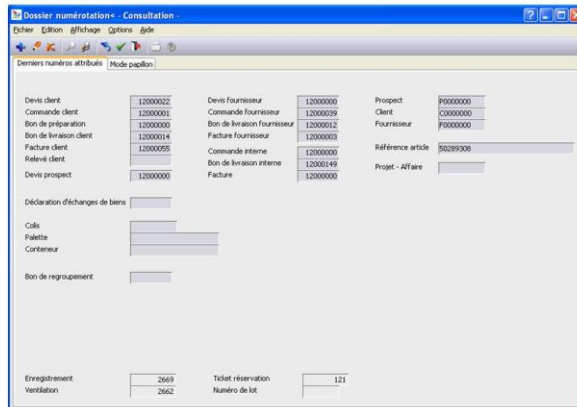 Dossier numérotation< - Consultation -
Fichier Edition Affichage Options Aide
Derniers numéros attribués Mode papillon
Devis client 12000022 Devis fournisseur 12000000 Prospect P0000000
Commande client 12000001 Commande fournisseur 12000039 Client C0000000
Bon de préparation 12000000 Bon de livraison fournisseur 12000012 Fournisseur F0000000
Bon de livraison client 12000014 Facture fournisseur 12000003
Facture client 12000055 Commande interne 12000000 Référence article 50289308
Relevé client Bon de livraison interne 12000149 Projet - Affaire
Devis prospect 12000000 Facture 12000000
Déclaration d'échanges de biens
Colis
Palette
Conteneur
Bon de regroupement
Enregistrement 2669 Ticket réservation 121
Ventilation 2662 Numéro de lot